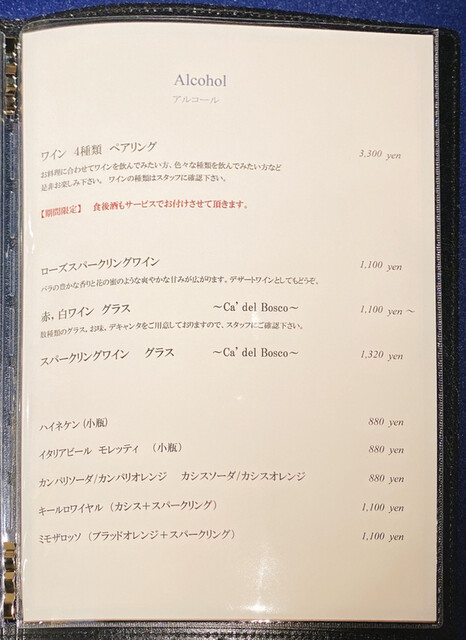 Alcohol
アルコール
ワイン 4種類 ペアリング 3,300 yen
お料理に合わせてワインを飲んでみたい方、色々な種類を飲んでみたい方など
是非お楽しみ下さい。 ワインの種類はスタッフに確認下さい。
【期間限定】 食後酒もサービスでお付けさせて頂きます。
ローズスパークリングワイン 1,100 yen
バラの豊かな香りと花の蜜のような爽やかな甘みが広がります。デザートワインとしてもどうぞ。
赤，白ワイン グラス ～Ca' del Bosco～ 1,100 yen ～
数種類のグラス，お味，デキャンタをご用意しておりますので、スタッフにご確認下さい。
スパークリングワイン グラス ～Ca' del Bosco～ 1,320 yen
ハイネケン（小瓶） 880 yen
イタリアビール モレッティ （小瓶） 880 yen
カンパリソーダ/カンパリオレンジ カシスソーダ/カシスオレンジ 880 yen
キールロワイヤル （カシス＋スパークリング） 1,100 yen
ミモザロッソ （ブラッドオレンジ＋スパークリング） 1,100 yen